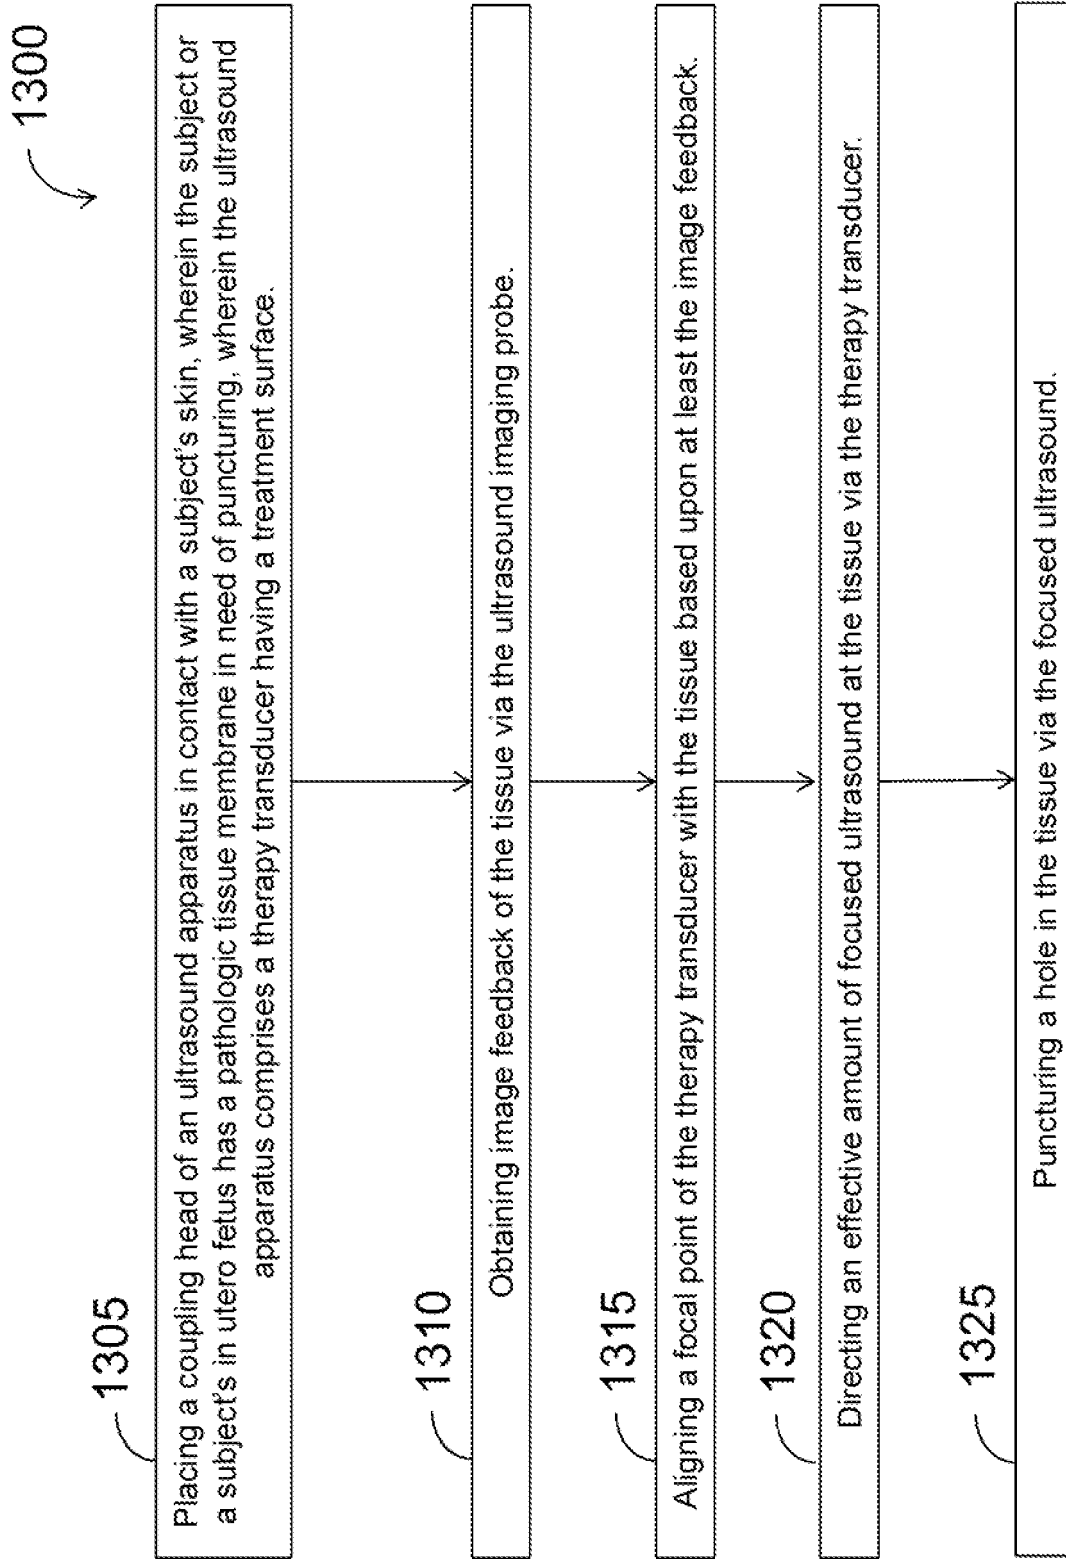 1300
1305
Placing a coupling head of an ultrasound apparatus in contact with a subject's skin, wherein the subject or
a subject's in utero fetus has a pathologic tissue membrane in need of puncturing, wherein the ultrasound
apparatus comprises a therapy transducer having a treatment surface.
1310
Obtaining image feedback of the tissue via the ultrasound imaging probe.
1315
Aligning a focal point of the therapy transducer with the tissue based upon at least the image feedback.
1320
Directing an effective amount of focused ultrasound at the tissue via the therapy transducer.
1325
Puncturing a hole in the tissue via the focused ultrasound.